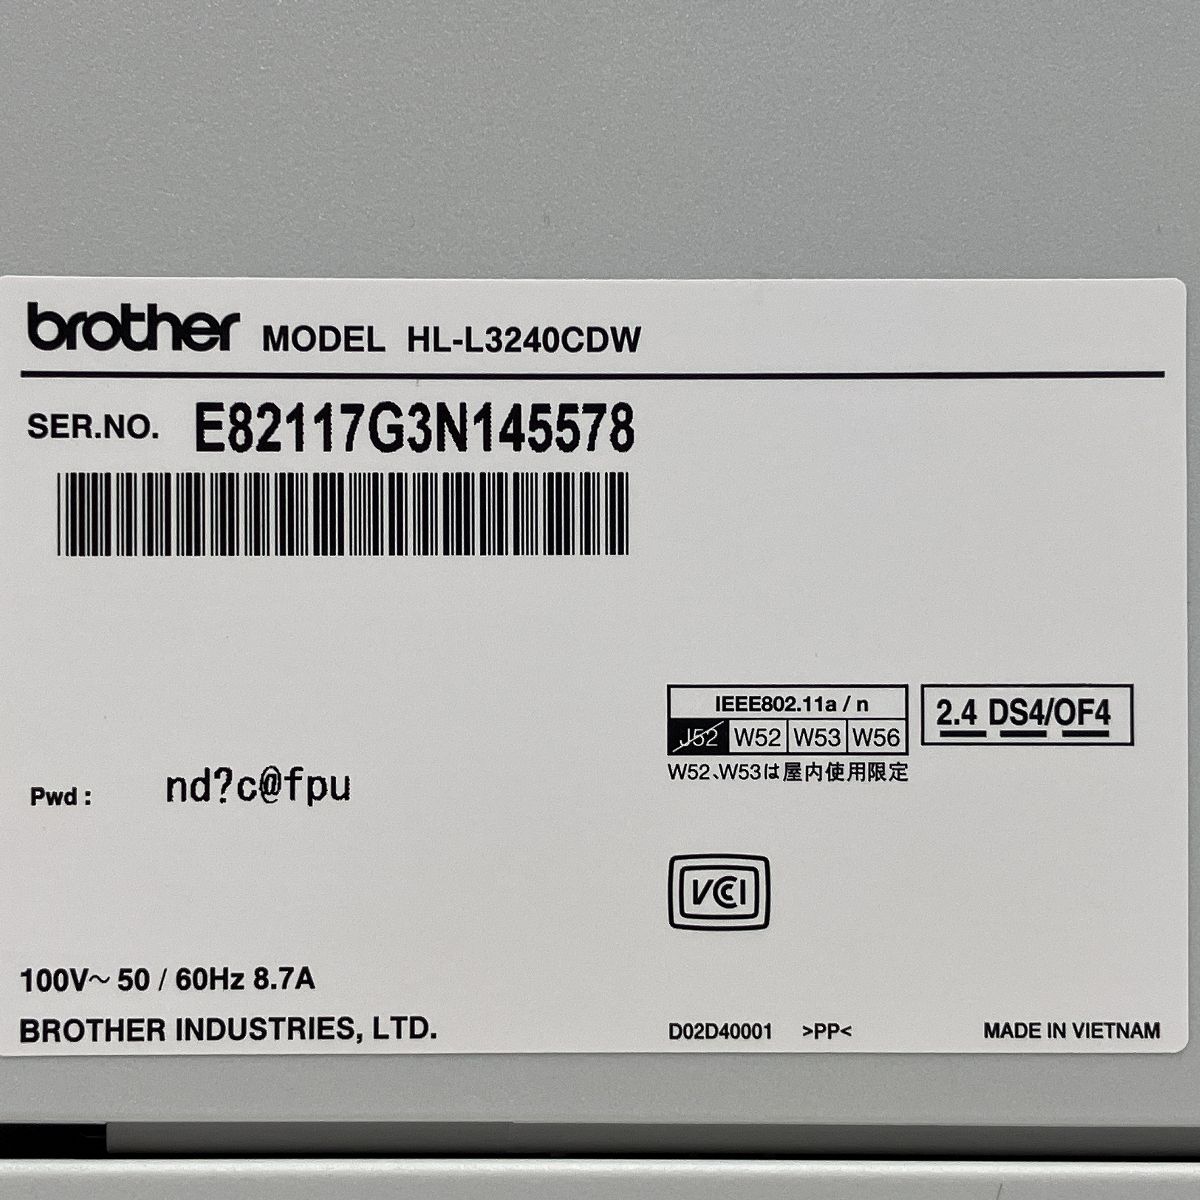 brother MODEL HL-L3240CDW
SER.NO. E82117G3N145578
IEEE802.11a / n
J52 W52 W53 W56
2.4 DS4/OF4
W52、W53は屋内使用限定
Pwd : nd?c@fpu
VCCI
100V～ 50 / 60Hz 8.7A
BROTHER INDUSTRIES, LTD.
D02D40001 >PP<
MADE IN VIETNAM